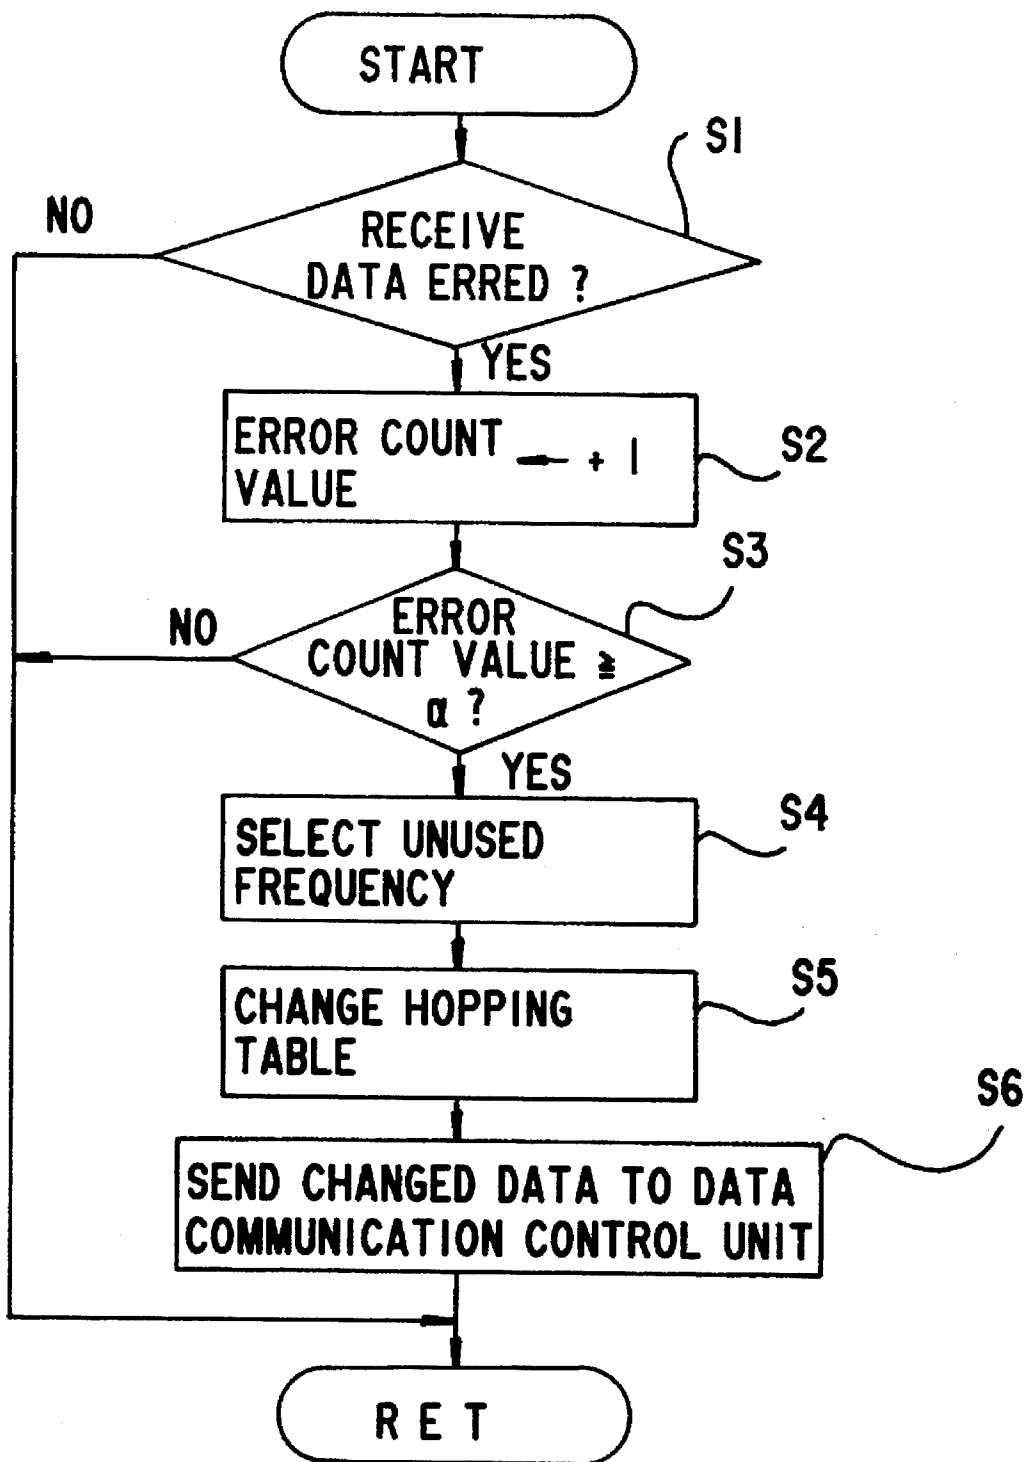 START
S1
NO
RECEIVE
DATA ERRED ?
YES
ERROR COUNT
VALUE ← + 1
S2
S3
NO
ERROR
COUNT VALUE ≧
α ?
YES
SELECT UNUSED
FREQUENCY
S4
CHANGE HOPPING
TABLE
S5
S6
SEND CHANGED DATA TO DATA
COMMUNICATION CONTROL UNIT
RET